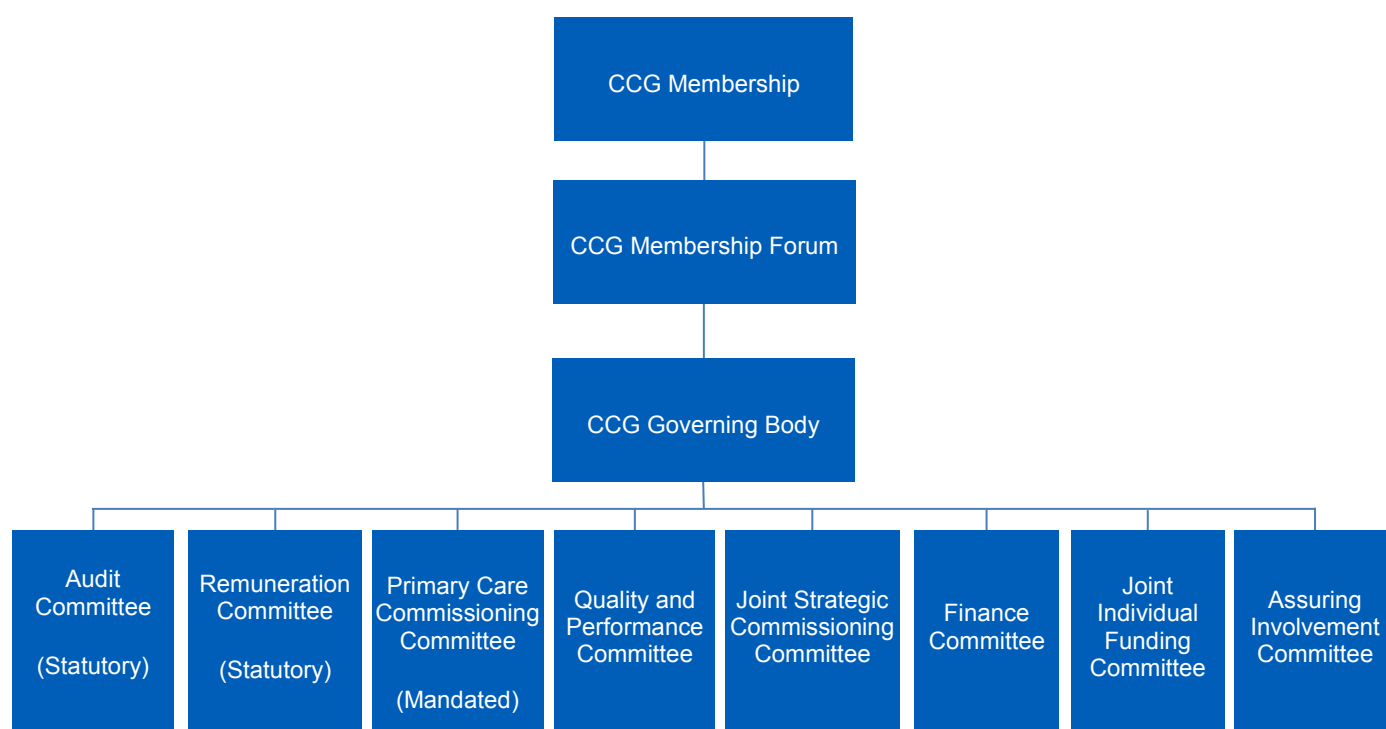 CCG Membership
CCG Membership Forum
CCG Governing Body
Audit
Committee
(Statutory)
Remuneration
Committee
(Statutory)
Primary Care
Commissioning
Committee
(Mandated)
Quality and
Performance
Committee
Joint Strategic
Commissioning
Committee
Finance
Committee
Joint
Individual
Funding
Committee
Assuring
Involvement
Committee